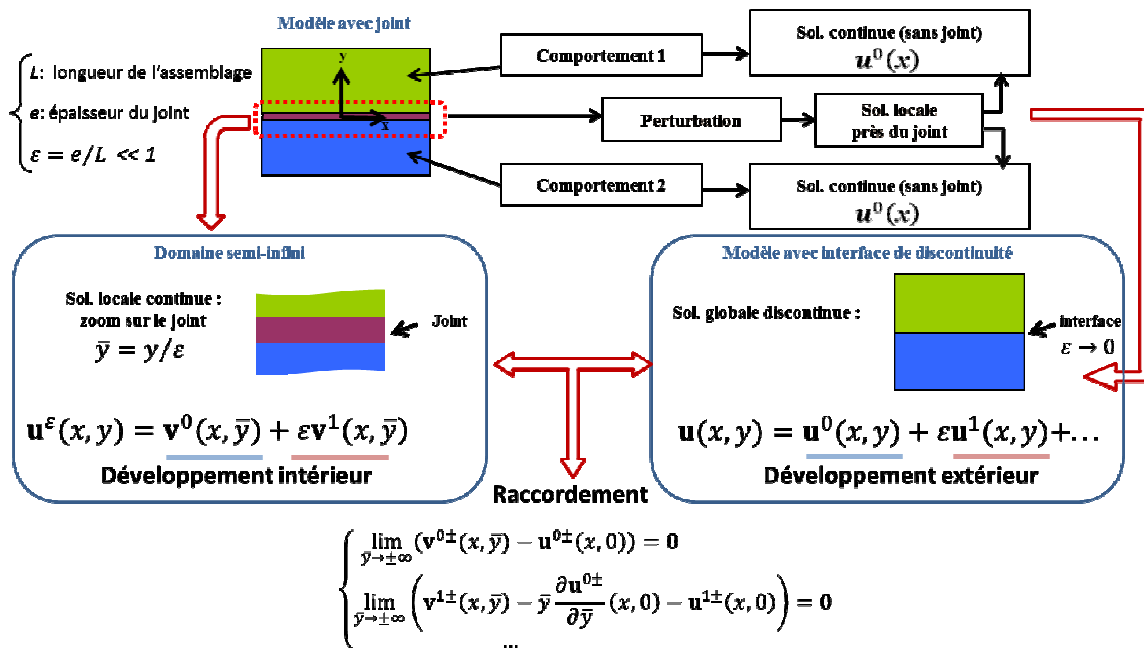 Modèle avec joint
y
x
L: longueur de l'assemblage
e: épaisseur du joint
ε = e/L << 1
Comportement 1
Sol. continue (sans joint)
u⁰(x)
Perturbation
Sol. locale
près du joint
Comportement 2
Sol. continue (sans joint)
u⁰(x)
Domaine semi-infini
Sol. locale continue :
zoom sur le joint
ȳ = y/ε
Joint
u^ε(x, y) = v⁰(x, ȳ) + εv¹(x, ȳ)
Développement intérieur
Modèle avec interface de discontinuité
Sol. globale discontinue :
interface
ε → 0
u(x, y) = u⁰(x, y) + εu¹(x, y)+...
Développement extérieur
Raccordement
lim ȳ→±∞ (v⁰±(x, ȳ) − u⁰±(x, 0)) = 0
lim ȳ→±∞ (v¹±(x, ȳ) − ȳ ∂u⁰±/∂ȳ (x, 0) − u¹±(x, 0)) = 0
...